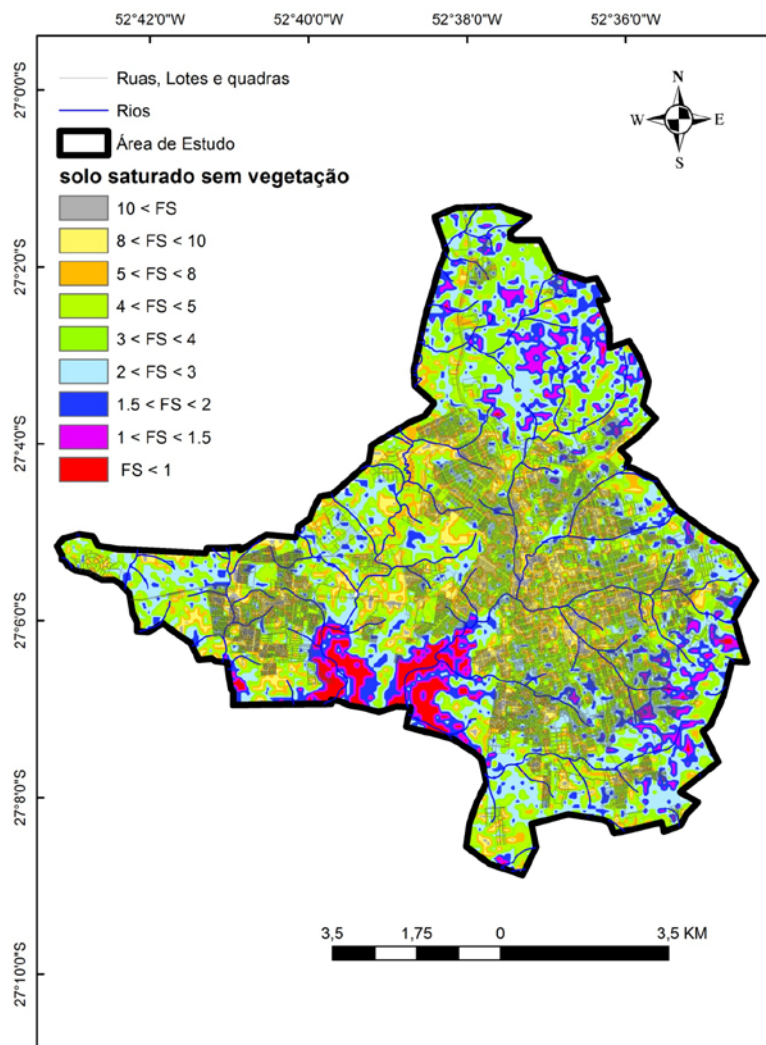 52°42'0"W 52°40'0"W 52°38'0"W 52°36'0"W
27°0'0"S
27°2'0"S
27°4'0"S
27°6'0"S
27°8'0"S
27°10'0"S
Ruas, Lotes e quadras
Rios
Área de Estudo
solo saturado sem vegetação
10 < FS
8 < FS < 10
5 < FS < 8
4 < FS < 5
3 < FS < 4
2 < FS < 3
1.5 < FS < 2
1 < FS < 1.5
FS < 1
N
W E
S
3,5 1,75 0 3,5 KM